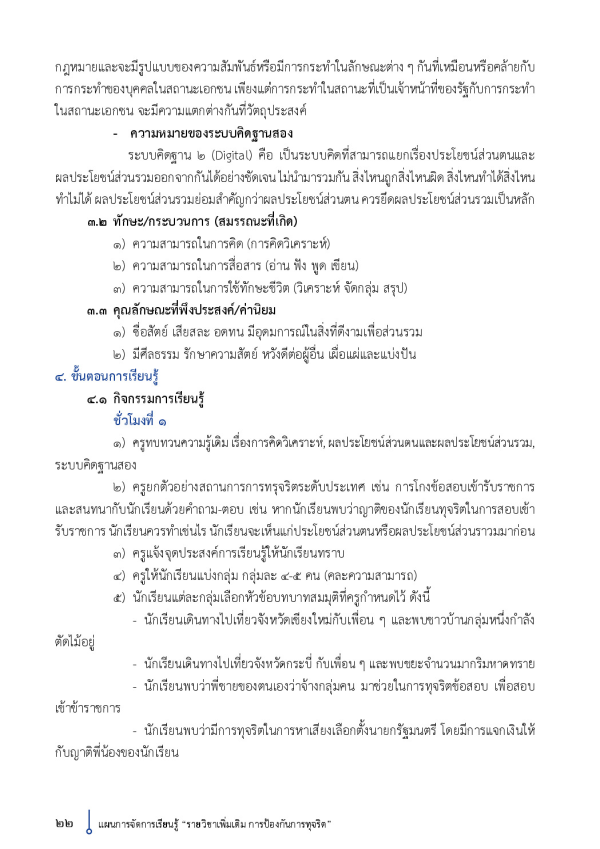 กฎหมายและจะมีรูปแบบของความสัมพันธ์หรือมีการกระทำในลักษณะต่าง ๆ กันที่เหมือนหรือคล้ายกับ
การกระทำของบุคคลในสถานะเอกชน เพียงแต่การกระทำในสถานะที่เป็นเจ้าหน้าที่ของรัฐกับการกระทำ
ในสถานะเอกชน จะมีความแตกต่างกันที่วัตถุประสงค์
- ความหมายของระบบคิดฐานสอง
ระบบคิดฐาน ๒ (Digital) คือ เป็นระบบคิดที่สามารถแยกเรื่องประโยชน์ส่วนตนและ
ผลประโยชน์ส่วนรวมออกจากกันได้อย่างชัดเจน ไม่นำมารวมกัน สิ่งไหนถูกสิ่งไหนผิด สิ่งไหนทำได้สิ่งไหน
ทำไม่ได้ ผลประโยชน์ส่วนรวมย่อมสำคัญกว่าผลประโยชน์ส่วนตน ควรยึดผลประโยชน์ส่วนรวมเป็นหลัก
๓.๒ ทักษะ/กระบวนการ (สมรรถนะที่เกิด)
๑) ความสามารถในการคิด (การคิดวิเคราะห์)
๒) ความสามารถในการสื่อสาร (อ่าน ฟัง พูด เขียน)
๓) ความสามารถในการใช้ทักษะชีวิต (วิเคราะห์ จัดกลุ่ม สรุป)
๓.๓ คุณลักษณะที่พึงประสงค์/ค่านิยม
๑) ซื่อสัตย์ เสียสละ อดทน มีอุดมการณ์ในสิ่งที่ดีงามเพื่อส่วนรวม
๒) มีศีลธรรม รักษาความสัตย์ หวังดีต่อผู้อื่น เผื่อแผ่และแบ่งปัน
๔. ขั้นตอนการเรียนรู้
๔.๑ กิจกรรมการเรียนรู้
ชั่วโมงที่ ๑
๑) ครูทบทวนความรู้เดิม เรื่องการคิดวิเคราะห์, ผลประโยชน์ส่วนตนและผลประโยชน์ส่วนรวม,
ระบบคิดฐานสอง
๒) ครูยกตัวอย่างสถานการการทรุจริตระดับประเทศ เช่น การโกงข้อสอบเข้ารับราชการ
และสนทนากับนักเรียนด้วยคำถาม-ตอบ เช่น หากนักเรียนพบว่าญาติของนักเรียนทุจริตในการสอบเข้า
รับราชการ นักเรียนควรทำเช่นไร นักเรียนจะเห็นแก่ประโยชน์ส่วนตนหรือผลประโยชน์ส่วนราวมมาก่อน
๓) ครูแจ้งจุดประสงค์การเรียนรู้ให้นักเรียนทราบ
๔) ครูให้นักเรียนแบ่งกลุ่ม กลุ่มละ ๔-๕ คน (คละความสามารถ)
๕) นักเรียนแต่ละกลุ่มเลือกหัวข้อบทบาทสมมุติที่ครูกำหนดไว้ ดังนี้
- นักเรียนเดินทางไปเที่ยวจังหวัดเชียงใหม่กับเพื่อน ๆ และพบชาวบ้านกลุ่มหนึ่งกำลัง
ตัดไม้อยู่
- นักเรียนเดินทางไปเที่ยวจังหวัดกระบี่ กับเพื่อน ๆ และพบขยะจำนวนมากริมหาดทราย
- นักเรียนพบว่าพี่ชายของตนเองว่าจ้างกลุ่มคน มาช่วยในการทุจริตข้อสอบ เพื่อสอบ
เข้าข้าราชการ
- นักเรียนพบว่ามีการทุจริตในการหาเสียงเลือกตั้งนายกรัฐมนตรี โดยมีการแจกเงินให้
กับญาติพี่น้องของนักเรียน
๒๒ แผนการจัดการเรียนรู้ "รายวิชาเพิ่มเติม การป้องกันการทุจริต"